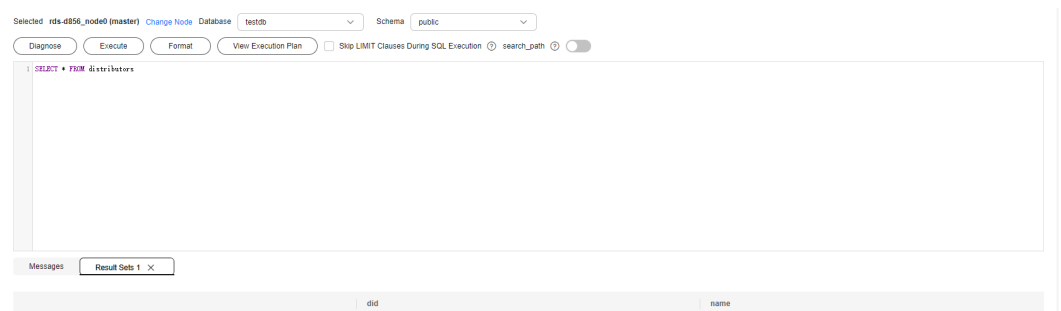 Selected rds-d856_node0 (master) Change Node Database testdb Schema public
Diagnose Execute Format View Execution Plan Skip LIMIT Clauses During SQL Execution ? search_path ?
1 SELECT * FROM distributors
Messages Result Sets 1 ×
did name